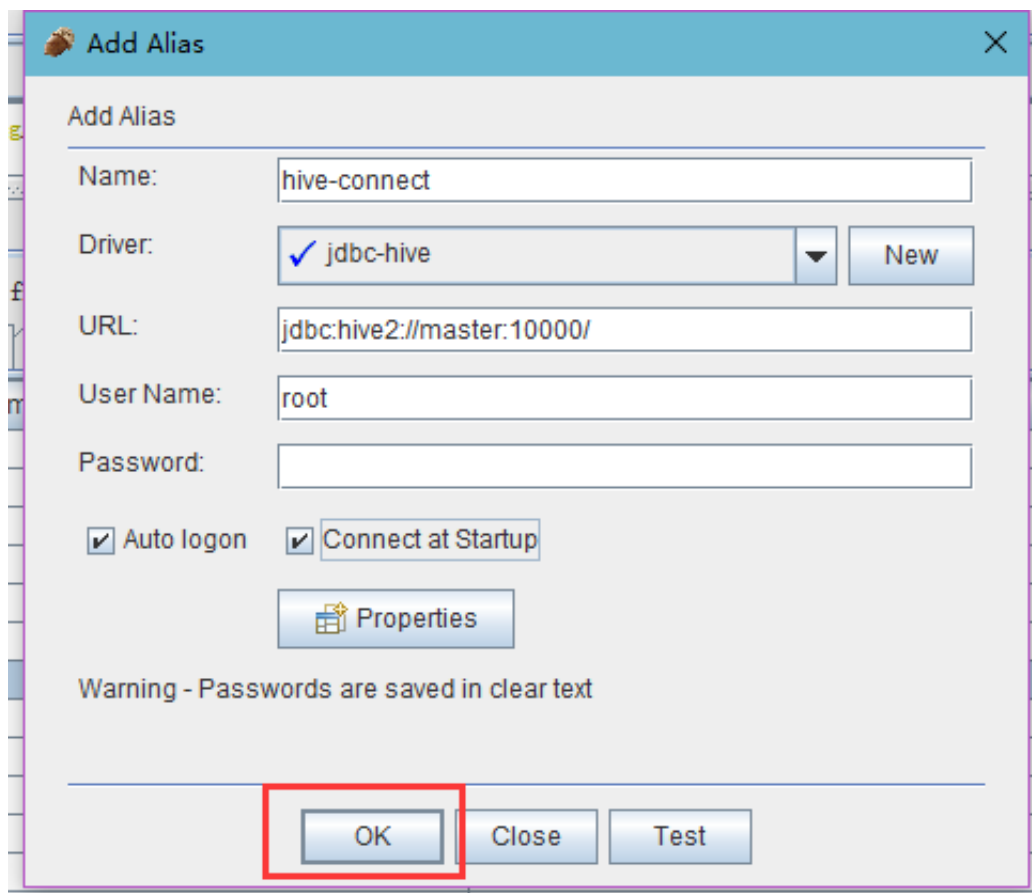 Add Alias
Add Alias
Name: hive-connect
Driver: jdbc-hive New
URL: jdbc:hive2://master:10000/
User Name: root
Password:
Auto logon Connect at Startup
Properties
Warning - Passwords are saved in clear text
OK Close Test